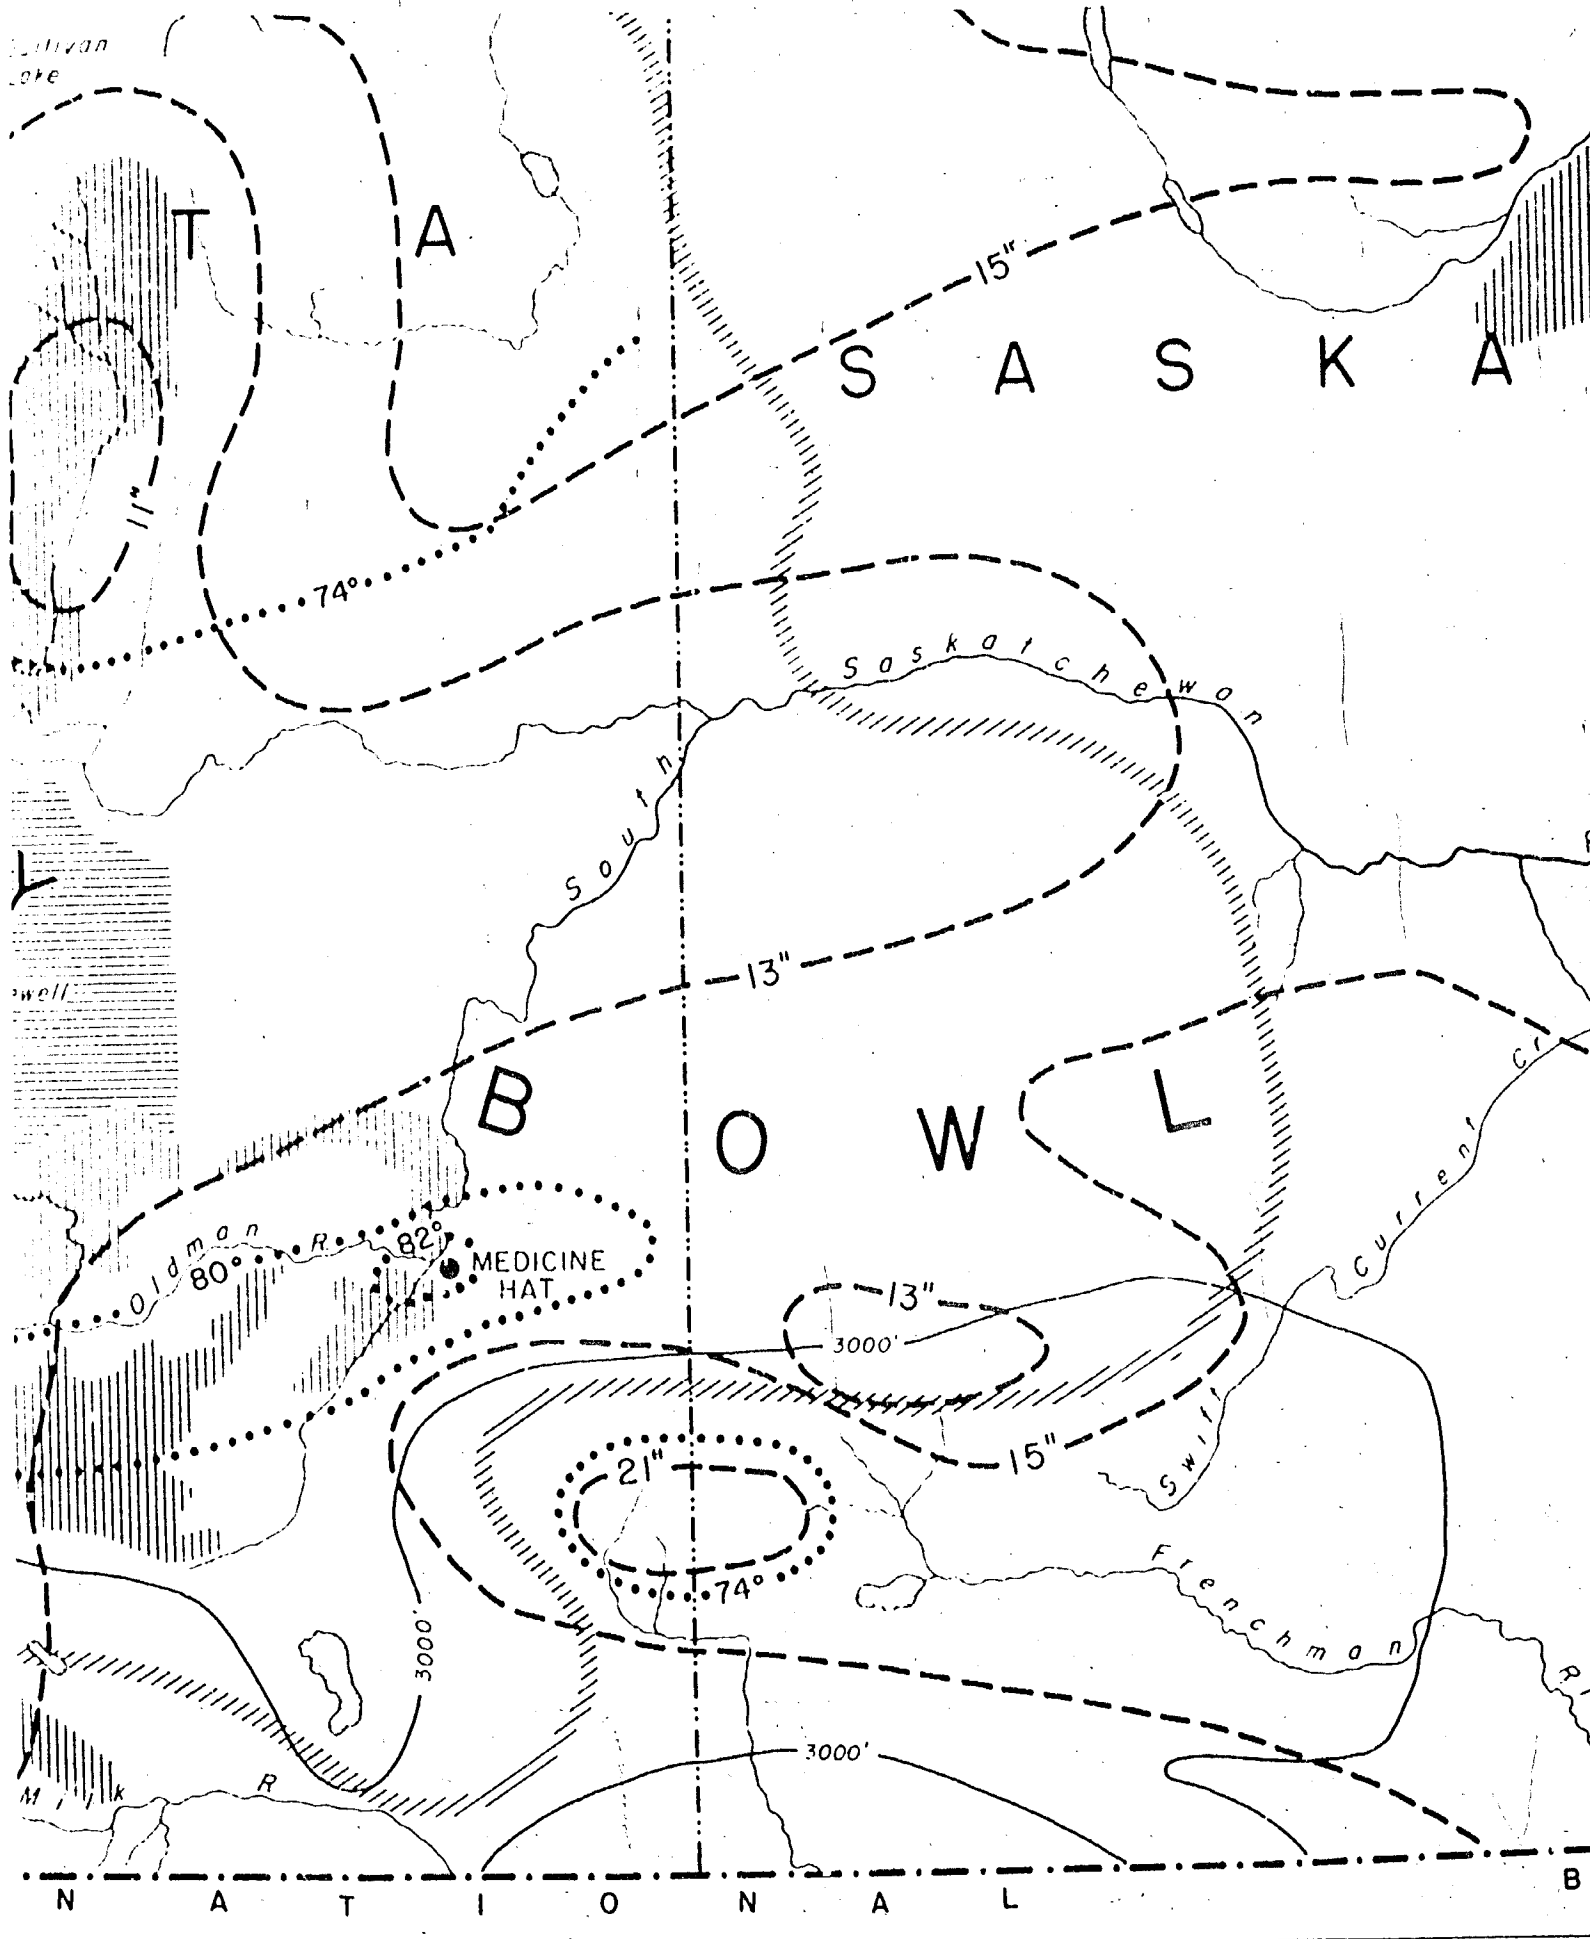 Lake
T A
15"
S A S K A
11"
74°
Saskatchewan
South
13"
B O W L
Oldman R
80°
82°
MEDICINE
HAT
13"
3000'
Cr
Current
Swift
15"
21"
74°
Frenchman
R
3000'
3000'
Milk R
N A T I O N A L B